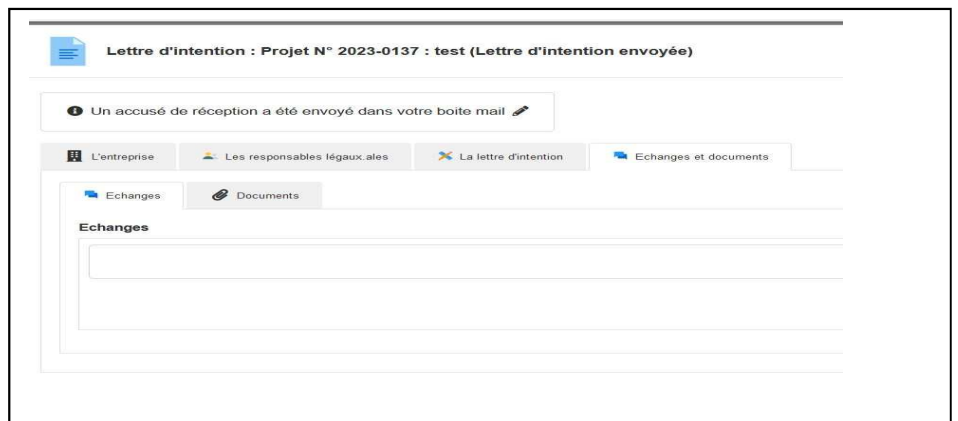 Lettre d'intention : Projet N° 2023-0137 : test (Lettre d'intention envoyée)
Un accusé de réception a été envoyé dans votre boite mail
L'entreprise Les responsables légaux.ales La lettre d'intention Echanges et documents
Echanges Documents
Echanges